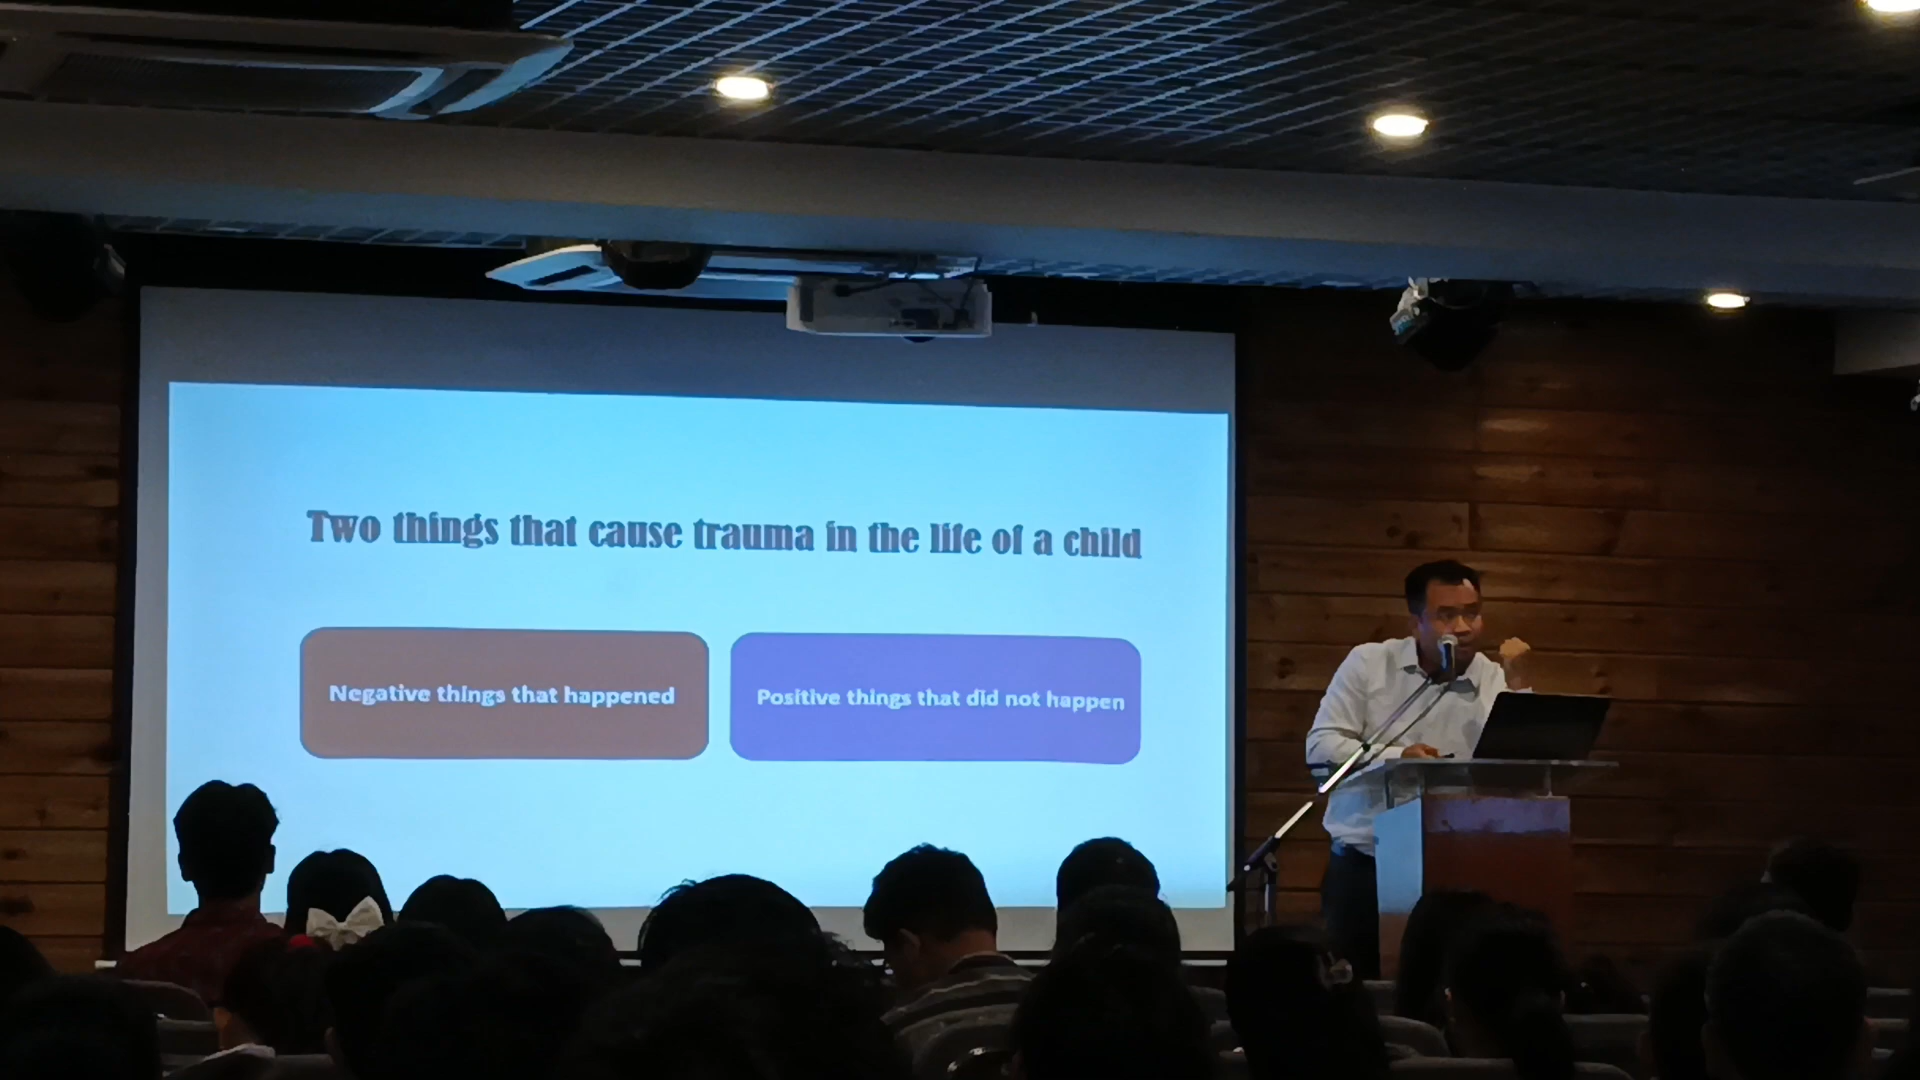 Two things that cause trauma in the life of a child
Negative things that happened
Positive things that did not happen